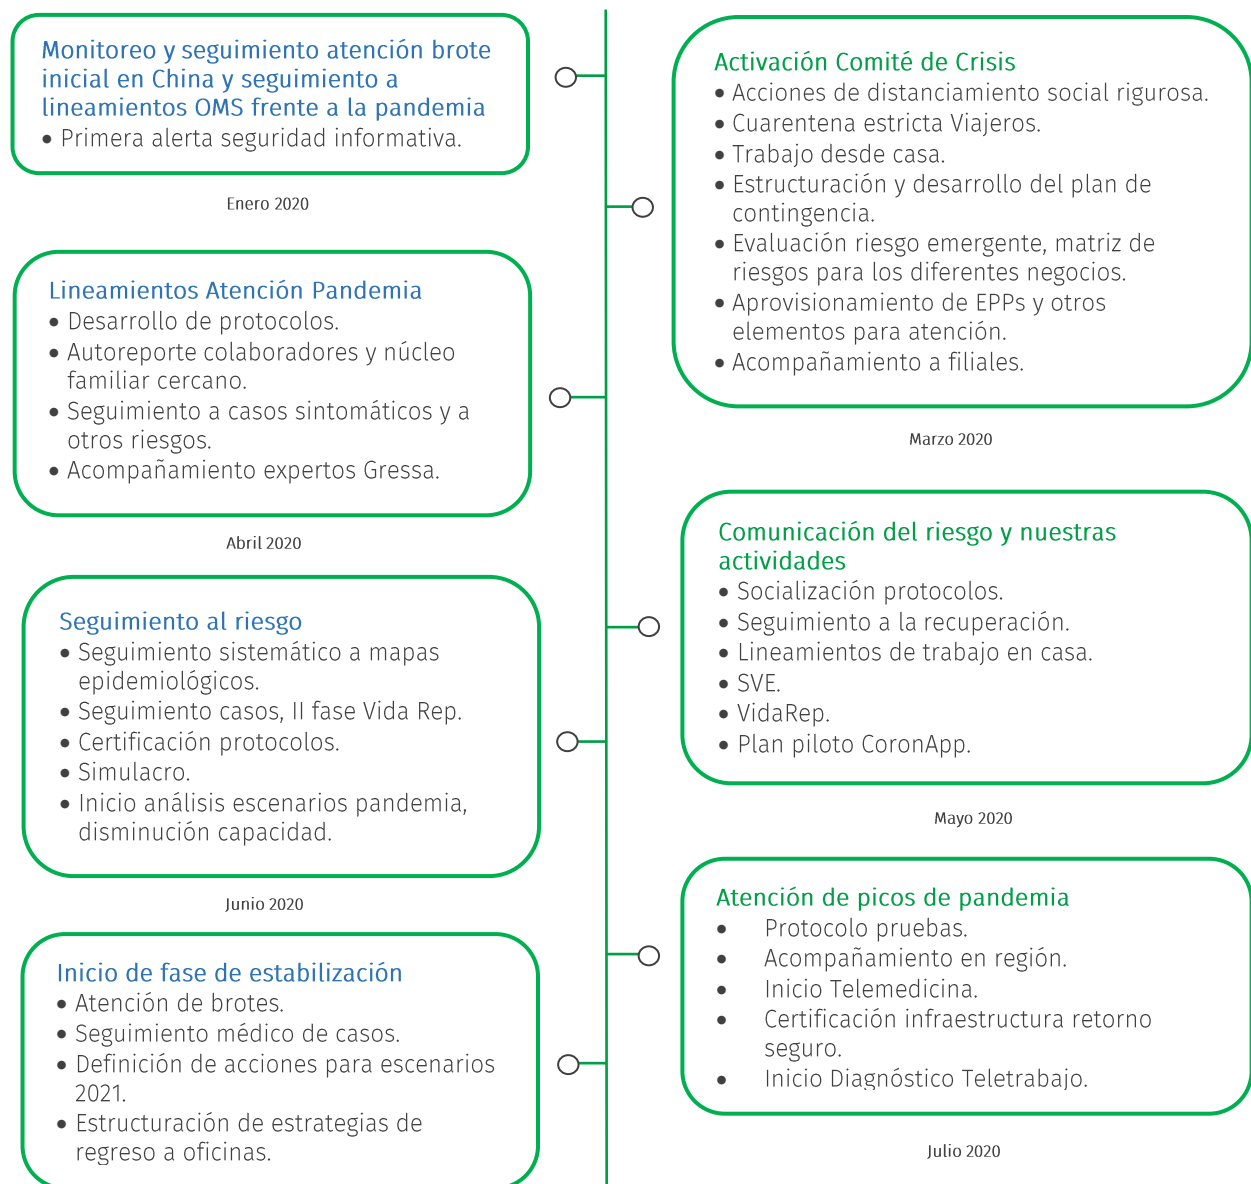 Monitoreo y seguimiento atención brote
inicial en China y seguimiento a
lineamientos OMS frente a la pandemia
• Primera alerta seguridad informativa.
Enero 2020
Activación Comité de Crisis
• Acciones de distanciamiento social rigurosa.
• Cuarentena estricta Viajeros.
• Trabajo desde casa.
• Estructuración y desarrollo del plan de
contingencia.
• Evaluación riesgo emergente, matriz de
riesgos para los diferentes negocios.
• Aprovisionamiento de EPPs y otros
elementos para atención.
• Acompañamiento a filiales.
Marzo 2020
Lineamientos Atención Pandemia
• Desarrollo de protocolos.
• Autoreporte colaboradores y núcleo
familiar cercano.
• Seguimiento a casos sintomáticos y a
otros riesgos.
• Acompañamiento expertos Gressa.
Abril 2020
Comunicación del riesgo y nuestras
actividades
• Socialización protocolos.
• Seguimiento a la recuperación.
• Lineamientos de trabajo en casa.
• SVE.
• VidaRep.
• Plan piloto CoronApp.
Mayo 2020
Seguimiento al riesgo
• Seguimiento sistemático a mapas
epidemiológicos.
• Seguimiento casos, II fase Vida Rep.
• Certificación protocolos.
• Simulacro.
• Inicio análisis escenarios pandemia,
disminución capacidad.
Junio 2020
Atención de picos de pandemia
• Protocolo pruebas.
• Acompañamiento en región.
• Inicio Telemedicina.
• Certificación infraestructura retorno
seguro.
• Inicio Diagnóstico Teletrabajo.
Julio 2020
Inicio de fase de estabilización
• Atención de brotes.
• Seguimiento médico de casos.
• Definición de acciones para escenarios
2021.
• Estructuración de estrategias de
regreso a oficinas.